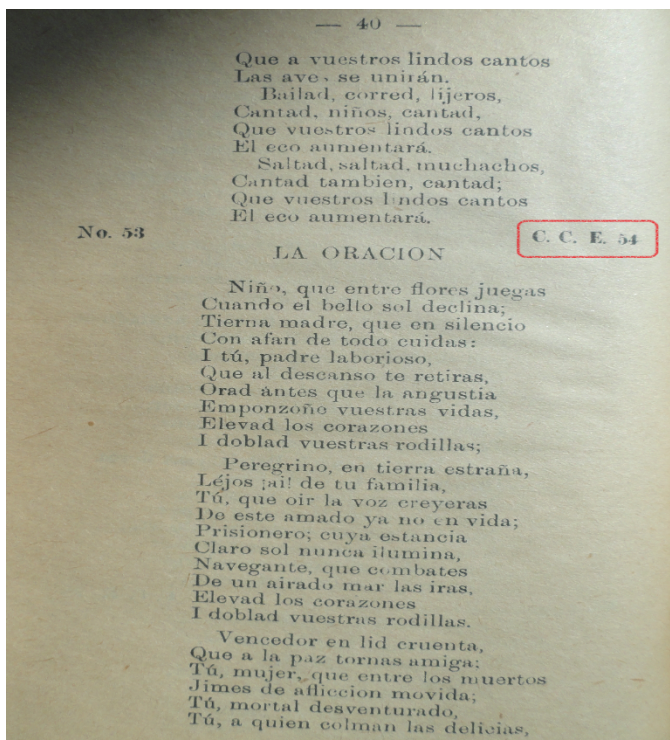 — 40 —
Que a vuestros lindos cantos
Las aves se unirán.
Bailad, corred, lijeros,
Cantad, niños, cantad,
Que vuestros lindos cantos
El eco aumentará.
Saltad, saltad, muchachos,
Cantad tambien, cantad;
Que vuestros lindos cantos
El eco aumentará.
No. 53
C. C. E. 54
LA ORACION
Niño, que entre flores juegas
Cuando el bello sol declina;
Tierna madre, que en silencio
Con afan de todo cuidas:
I tú, padre laborioso,
Que al descanso te retiras,
Orad ántes que la angustia
Emponzoñe vuestras vidas,
Elevad los corazones
I doblad vuestras rodillas;
Peregrino, en tierra estraña,
Léjos ¡ai! de tu familia,
Tú, que oir la voz creyeras
De este amado ya no en vida;
Prisionero; cuya estancia
Claro sol nunca ilumina,
Navegante, que combates
De un airado mar las iras,
Elevad los corazones
I doblad vuestras rodillas.
Vencedor en lid cruenta,
Que a la paz tornas amiga;
Tú, mujer, que entre los muertos
Jimes de afliccion movida;
Tú, mortal desventurado,
Tú, a quien colman las delicias,